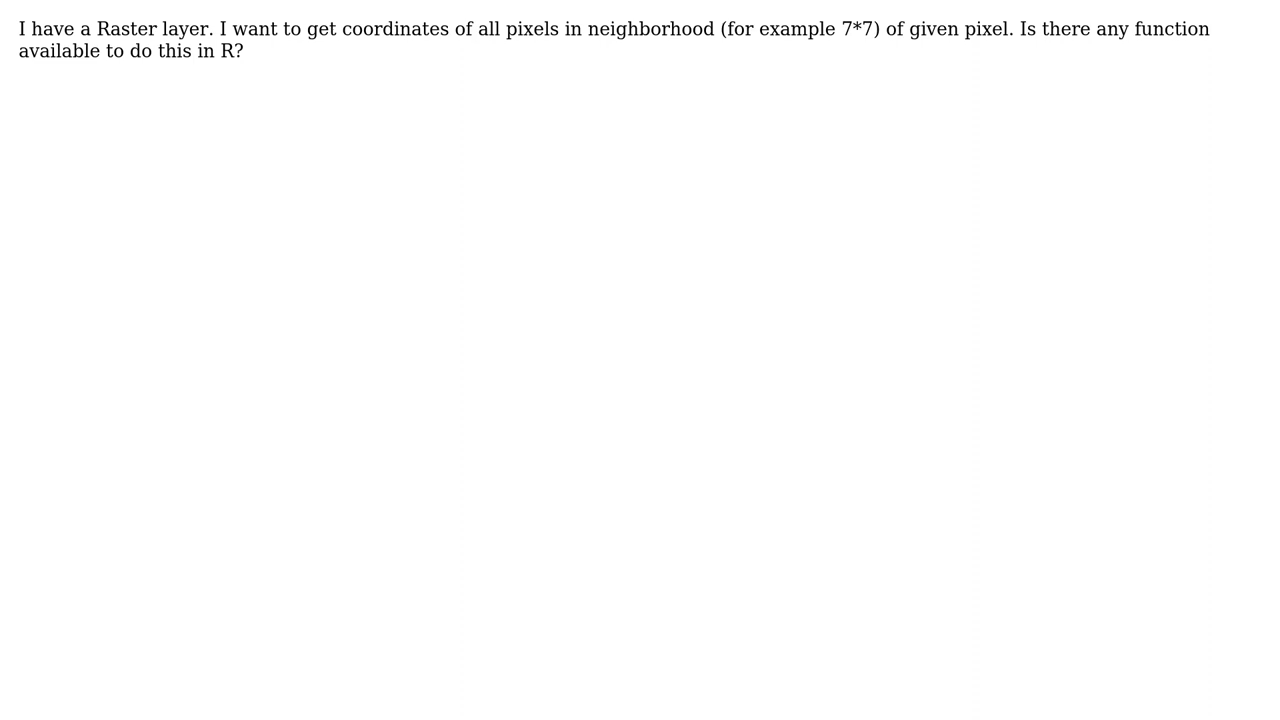 I have a Raster layer. I want to get coordinates of all pixels in neighborhood (for example 7*7) of given pixel. Is there any function
available to do this in R?